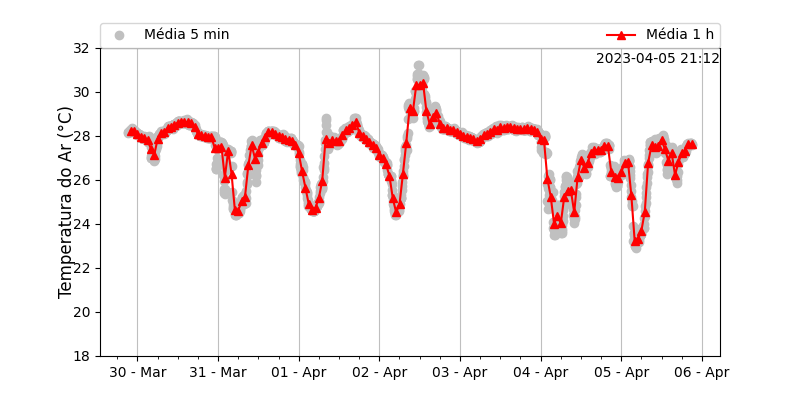 Média 5 min
Média 1 h
2023-04-05 21:12
Temperatura do Ar (°C)
32
30
28
26
24
22
20
18
30 - Mar
31 - Mar
01 - Apr
02 - Apr
03 - Apr
04 - Apr
05 - Apr
06 - Apr